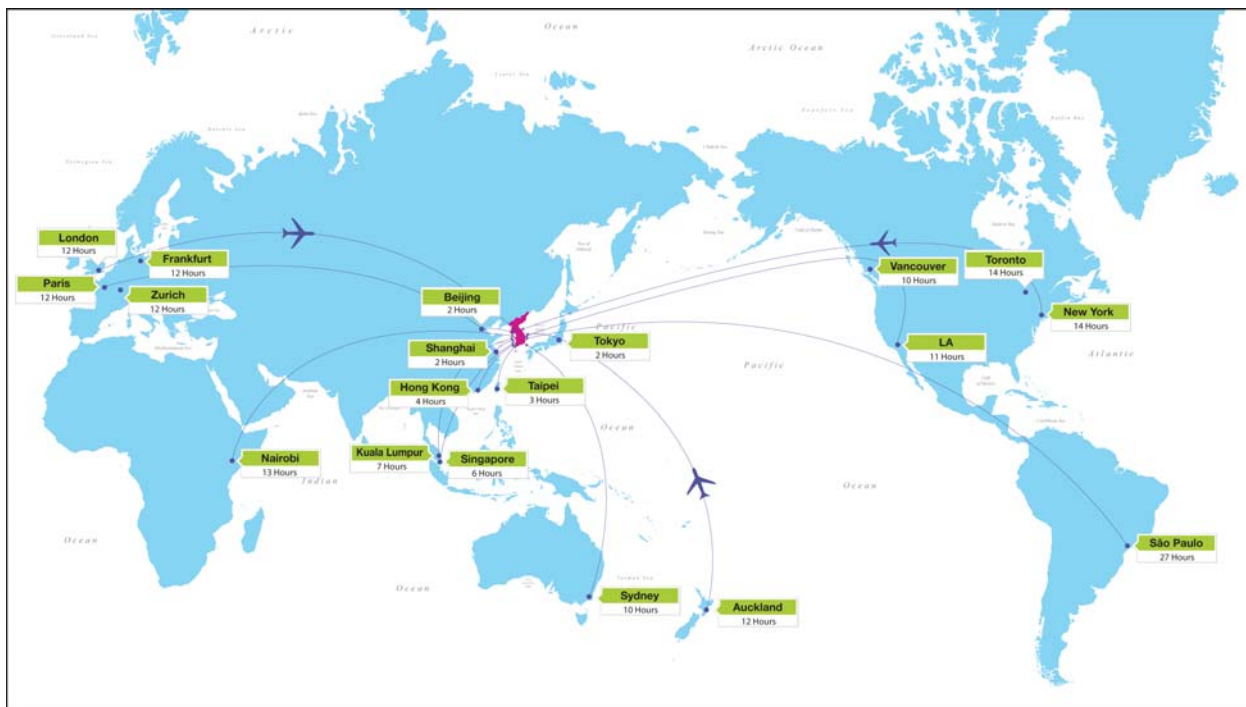 Arctic
Ocean
Arctic Ocean
London
12 Hours
Frankfurt
12 Hours
Paris
12 Hours
Zurich
12 Hours
Beijing
2 Hours
Vancouver
10 Hours
Toronto
14 Hours
New York
14 Hours
Pacific
Tokyo
2 Hours
Shanghai
2 Hours
LA
11 Hours
Atlantic
Pacific
Hong Kong
4 Hours
Taipei
3 Hours
Ocean
Kuala Lumpur
7 Hours
Singapore
6 Hours
Nairobi
13 Hours
Indian
Ocean
Ocean
São Paulo
27 Hours
Ocean
Tasman Sea
Sydney
10 Hours
Auckland
12 Hours